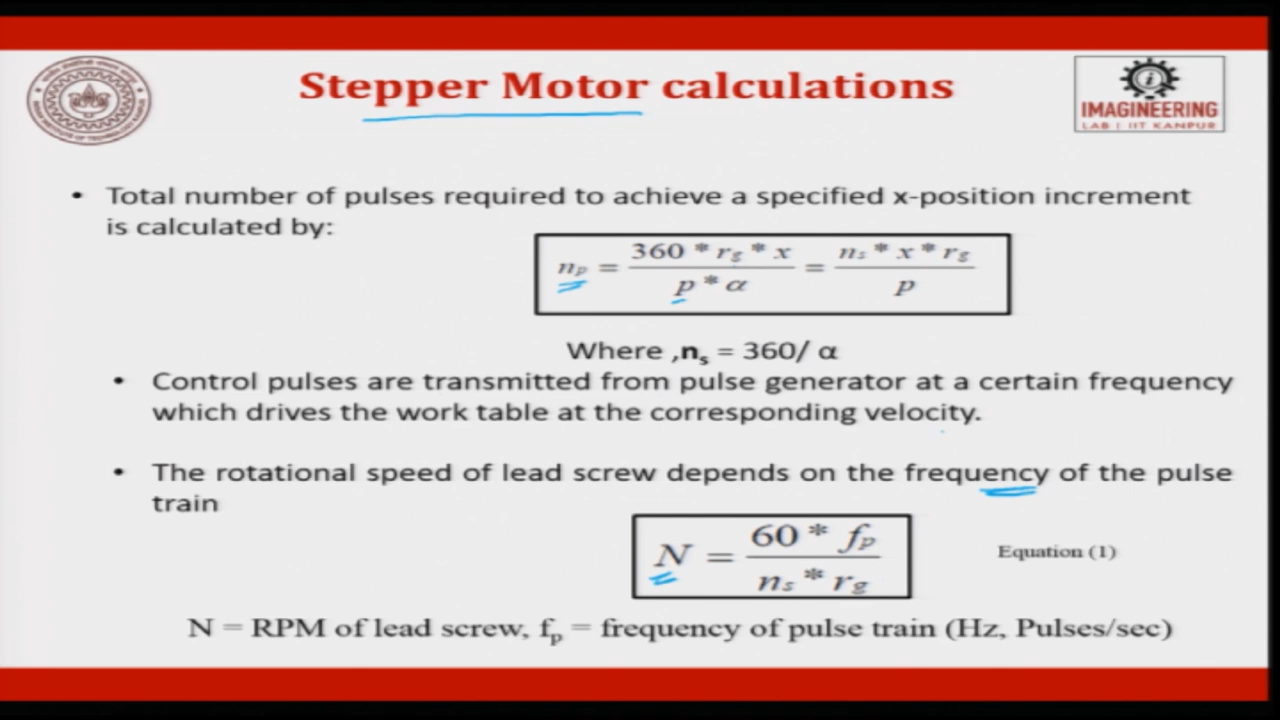 Stepper Motor calculations
IMAGINEERING
LAB | IIT KANPUR
• Total number of pulses required to achieve a specified x-position increment
is calculated by:
n_p = (360 * r_g * x) / (p * α) = (n_s * x * r_g) / p
Where ,n_s = 360/ α
• Control pulses are transmitted from pulse generator at a certain frequency
which drives the work table at the corresponding velocity.
• The rotational speed of lead screw depends on the frequency of the pulse
train
N = (60 * f_p) / (n_s * r_g)
Equation (1)
N = RPM of lead screw, f_p = frequency of pulse train (Hz, Pulses/sec)